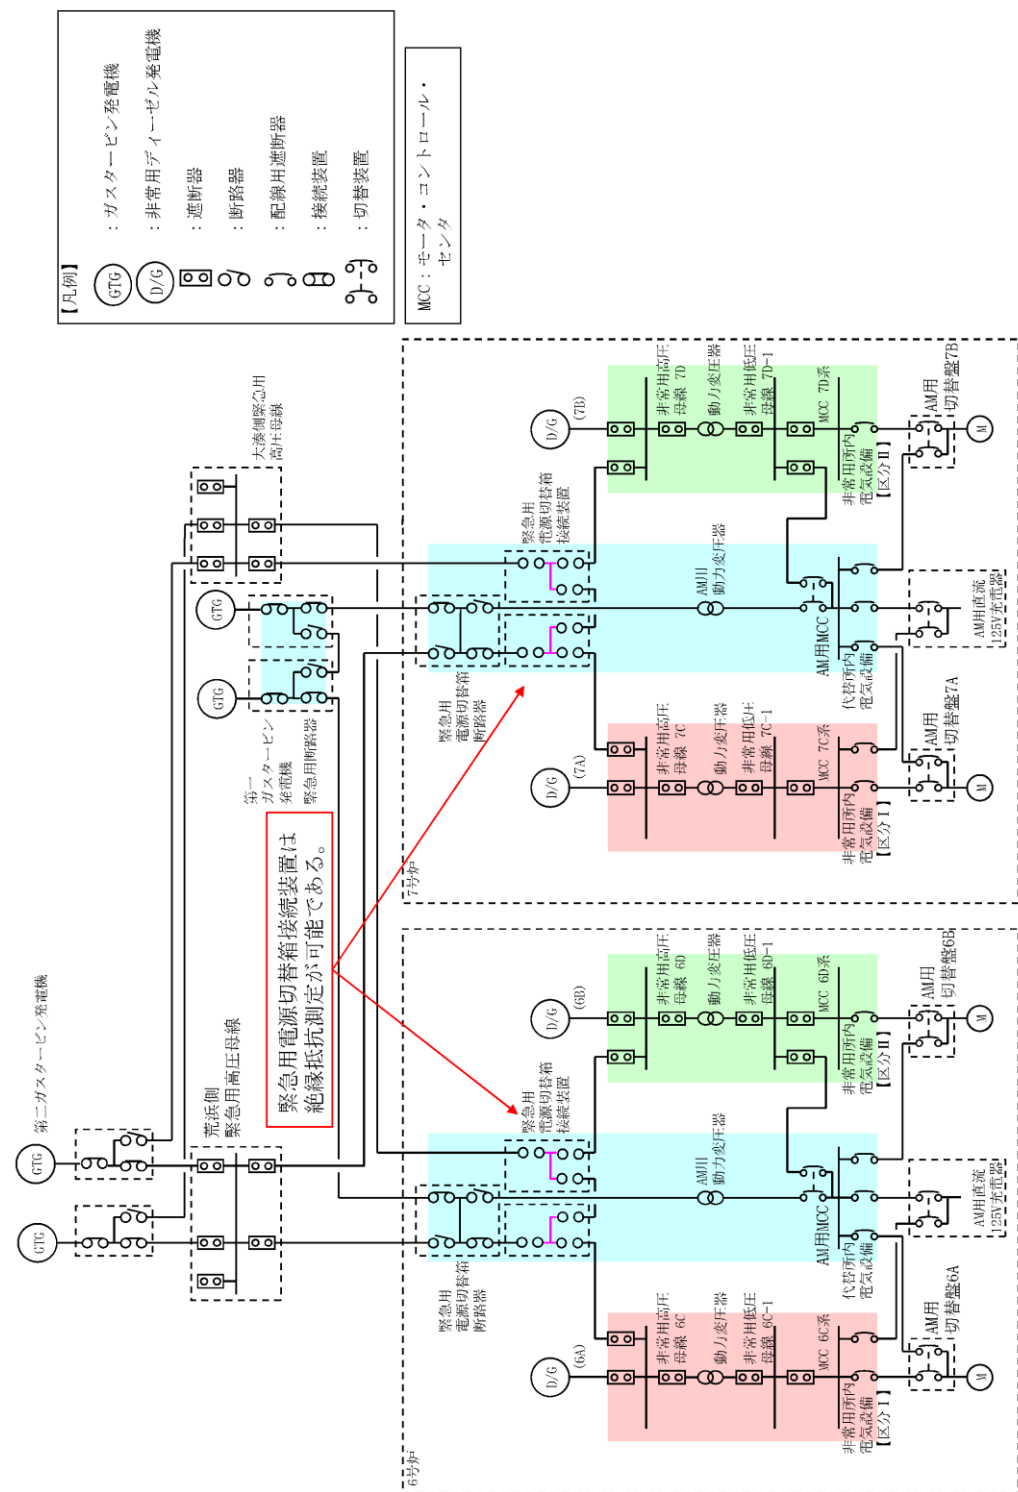 【凡例】
GTG
：ガスタービン発電機
D/G
：非常用ディーゼル発電機
：遮断器
：断路器
：配線用遮断器
：接続装置
：切替装置
MCC：モータ・コントロール・
センタ
第二ガスタービン発電機
GTG
GTG
荒浜側
緊急用高圧母線
大湊側緊急用
高圧母線
GTG
GTG
第一
ガスタービン
発電機
緊急用断路器
緊急用電源切替箱接続装置は
絶縁抵抗測定が可能である。
6号炉
D/G
(6A)
非常用高圧
母線 6C
動力変圧器
非常用低圧
母線 6C-1
MCC 6C系
非常用所内
電気設備
【区分Ⅰ】
AM用
切替盤6A
M
緊急用
電源切替箱
断路器
緊急用
電源切替箱
接続装置
AM用
動力変圧器
AM用MCC
代替所内
電気設備
AM用直流
125V充電器
D/G
(6B)
非常用高圧
母線 6D
動力変圧器
非常用低圧
母線 6D-1
MCC 6D系
非常用所内
電気設備
【区分Ⅱ】
AM用
切替盤6B
M
7号炉
D/G
(7A)
非常用高圧
母線 7C
動力変圧器
非常用低圧
母線 7C-1
MCC 7C系
非常用所内
電気設備
【区分Ⅰ】
AM用
切替盤7A
M
緊急用
電源切替箱
断路器
緊急用
電源切替箱
接続装置
AM用
動力変圧器
AM用MCC
代替所内
電気設備
AM用直流
125V充電器
D/G
(7B)
非常用高圧
母線 7D
動力変圧器
非常用低圧
母線 7D-1
MCC 7D系
非常用所内
電気設備
【区分Ⅱ】
AM用
切替盤7B
M